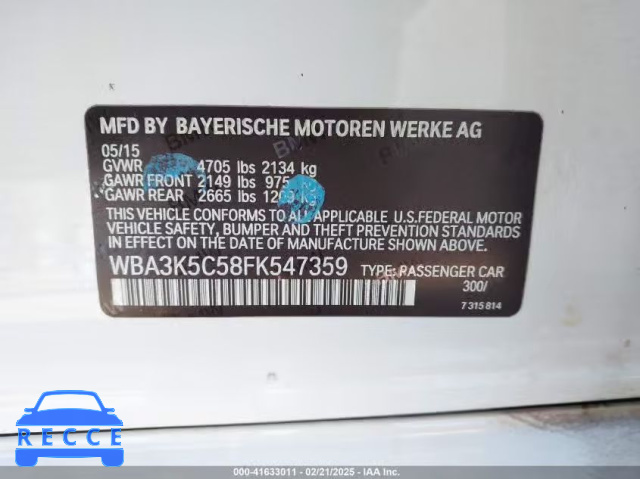 MFD BY BAYERISCHE MOTOREN WERKE AG
05/15
GVWR 4705 lbs 2134 kg
GAWR FRONT 2149 lbs 975
GAWR REAR 2665 lbs kg
THIS VEHICLE CONFORMS TO ALL APPLICABLE U.S.FEDERAL MOTOR
VEHICLE SAFETY, BUMPER, AND THEFT PREVENTION STANDARDS
IN EFFECT ON THE DATE OF MANUFACTURE SHOWN ABOVE.
WBA3K5C58FK547359 TYPE: PASSENGER CAR
300/
7 315 814
RECCE
000-41633011 - 02/21/2025 - IAA Inc.